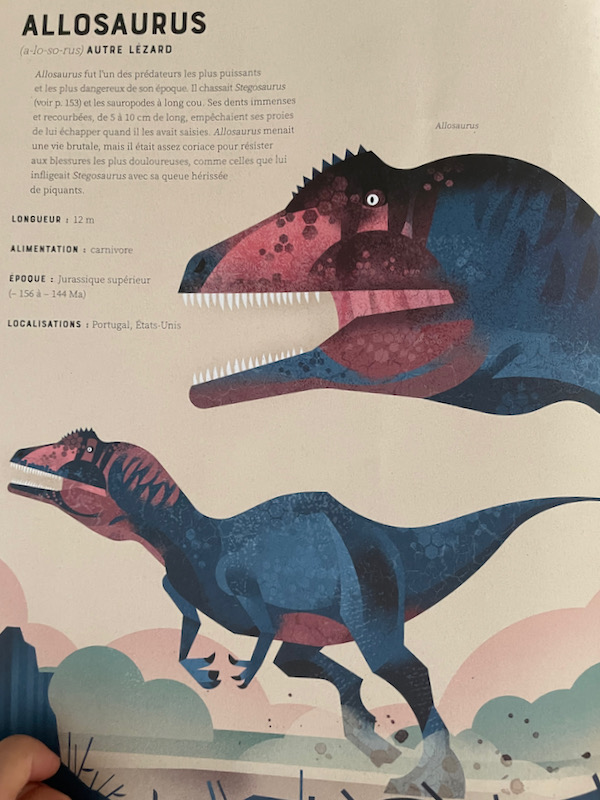 ALLOSAURUS
(a-lo-so-rus) AUTRE LÉZARD
Allosaurus fut l'un des prédateurs les plus puissants
et les plus dangereux de son époque. Il chassait Stegosaurus
(voir p. 153) et les sauropodes à long cou. Ses dents immenses
et recourbées, de 5 à 10 cm de long, empêchaient ses proies
de lui échapper quand il les avait saisies. Allosaurus menait
une vie brutale, mais il était assez coriace pour résister
aux blessures les plus douloureuses, comme celles que lui
infligeait Stegosaurus avec sa queue hérissée
de piquants.
Allosaurus
LONGUEUR : 12 m
ALIMENTATION : carnivore
ÉPOQUE : Jurassique supérieur
(– 156 à – 144 Ma)
LOCALISATIONS : Portugal, États-Unis